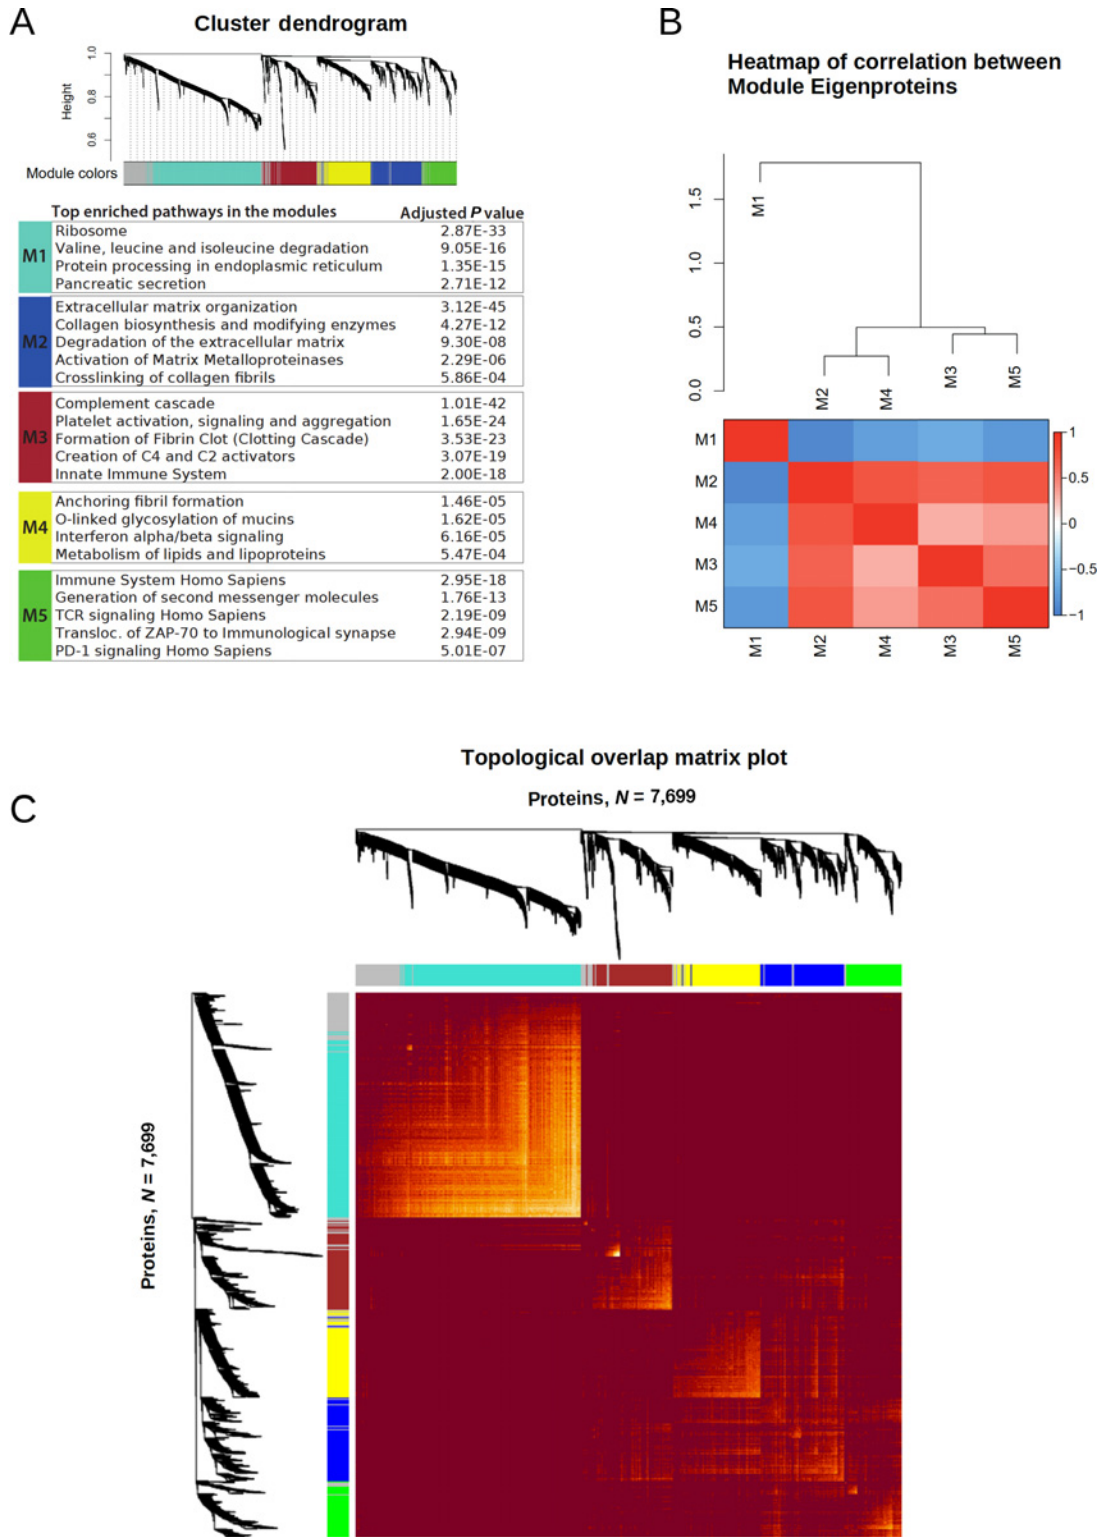 A
Cluster dendrogram
Height
1.0
0.8
0.6
Module colors
Top enriched pathways in the modules Adjusted P value
M1
Ribosome 2.87E-33
Valine, leucine and isoleucine degradation 9.05E-16
Protein processing in endoplasmic reticulum 1.35E-15
Pancreatic secretion 2.71E-12
M2
Extracellular matrix organization 3.12E-45
Collagen biosynthesis and modifying enzymes 4.27E-12
Degradation of the extracellular matrix 9.30E-08
Activation of Matrix Metalloproteinases 2.29E-06
Crosslinking of collagen fibrils 5.86E-04
M3
Complement cascade 1.01E-42
Platelet activation, signaling and aggregation 1.65E-24
Formation of Fibrin Clot (Clotting Cascade) 3.53E-23
Creation of C4 and C2 activators 3.07E-19
Innate Immune System 2.00E-18
M4
Anchoring fibril formation 1.46E-05
O-linked glycosylation of mucins 1.62E-05
Interferon alpha/beta signaling 6.16E-05
Metabolism of lipids and lipoproteins 5.47E-04
M5
Immune System Homo Sapiens 2.95E-18
Generation of second messenger molecules 1.76E-13
TCR signaling Homo Sapiens 2.19E-09
Transloc. of ZAP-70 to Immunological synapse 2.94E-09
PD-1 signaling Homo Sapiens 5.01E-07
B
Heatmap of correlation between
Module Eigenproteins
1.5
1.0
0.5
0.0
M1
M2
M4
M3
M5
M1
M2
M4
M3
M5
M1
M2
M4
M3
M5
1
0.5
0
−0.5
−1
C
Topological overlap matrix plot
Proteins, N = 7,699
Proteins, N = 7,699